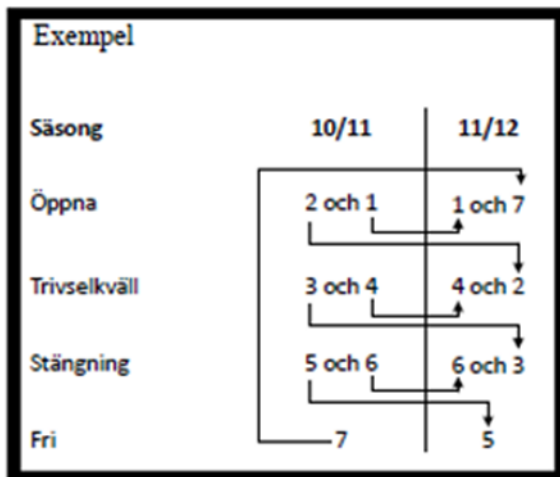 Exempel
Säsong 10/11 11/12
Öppna 2 och 1 1 och 7
Trivselkväll 3 och 4 4 och 2
Stängning 5 och 6 6 och 3
Fri 7 5